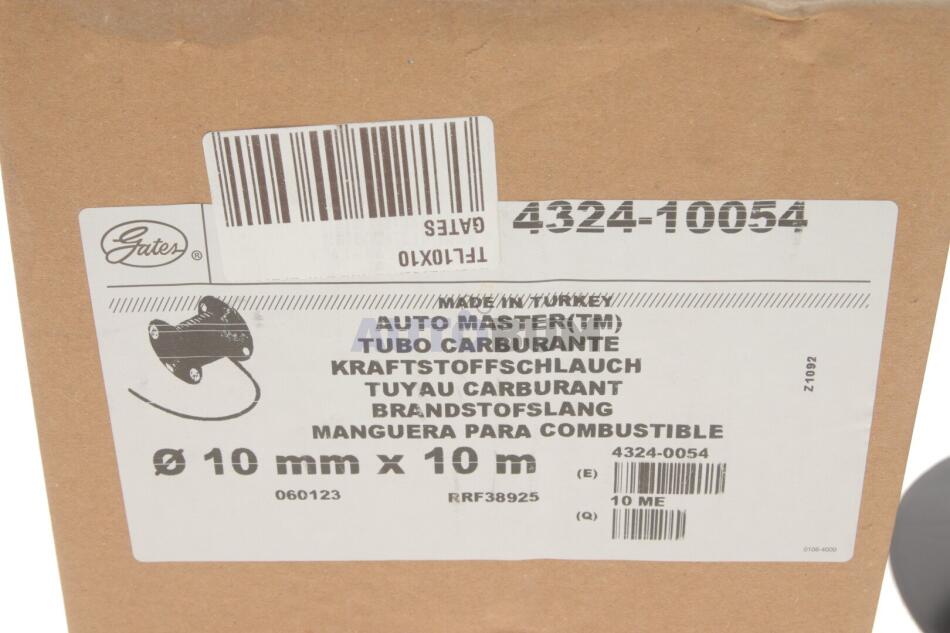 Gates®
4324-10054
GATES
TFL10X10
MADE IN TURKEY
AUTO MASTER(TM)
TUBO CARBURANTE
KRAFTSTOFFSCHLAUCH
TUYAU CARBURANT
BRANDSTOFSLANG
MANGUERA PARA COMBUSTIBLE
Z1092
Ø 10 mm x 10 m
4324-0054
(E)
060123
RRF38925
10 ME
(Q)
0106-4000